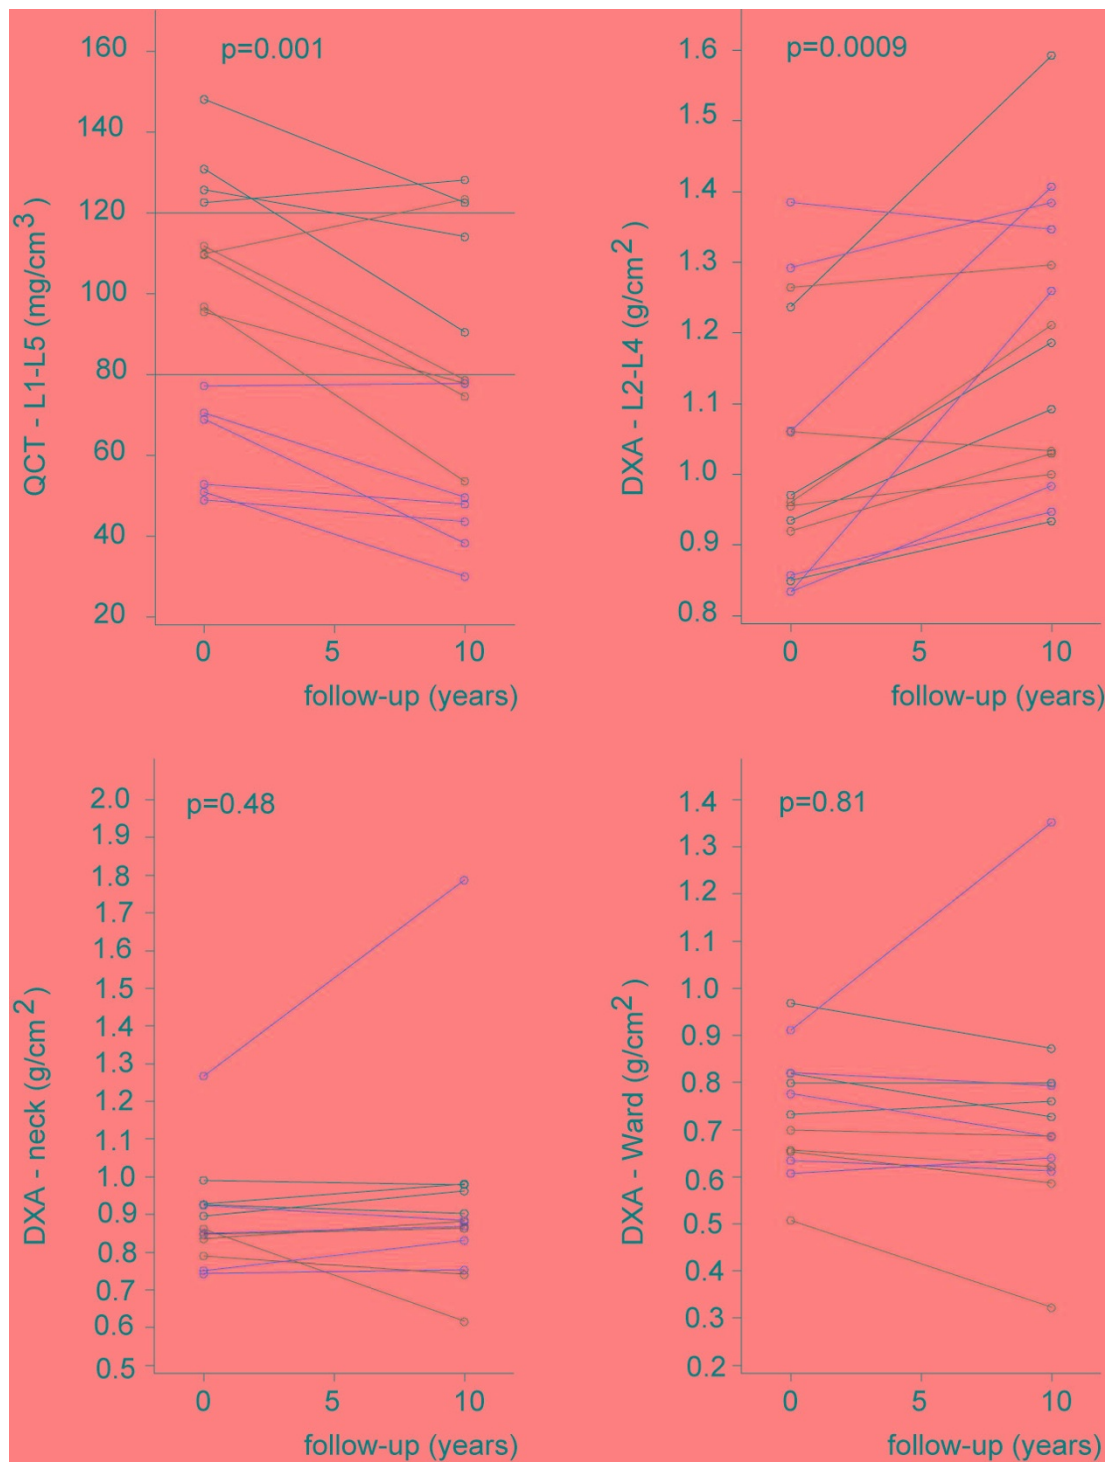 p=0.001
160
140
120
100
80
60
40
20
QCT - L1-L5 (mg/cm3 )
0 5 10
follow-up (years)
p=0.0009
1.6
1.5
1.4
1.3
1.2
1.1
1.0
0.9
0.8
DXA - L2-L4 (g/cm2 )
0 5 10
follow-up (years)
p=0.48
2.0
1.9
1.8
1.7
1.6
1.5
1.4
1.3
1.2
1.1
1.0
0.9
0.8
0.7
0.6
0.5
DXA - neck (g/cm2 )
0 5 10
follow-up (years)
p=0.81
1.4
1.3
1.2
1.1
1.0
0.9
0.8
0.7
0.6
0.5
0.4
0.3
0.2
DXA - Ward (g/cm2 )
0 5 10
follow-up (years)